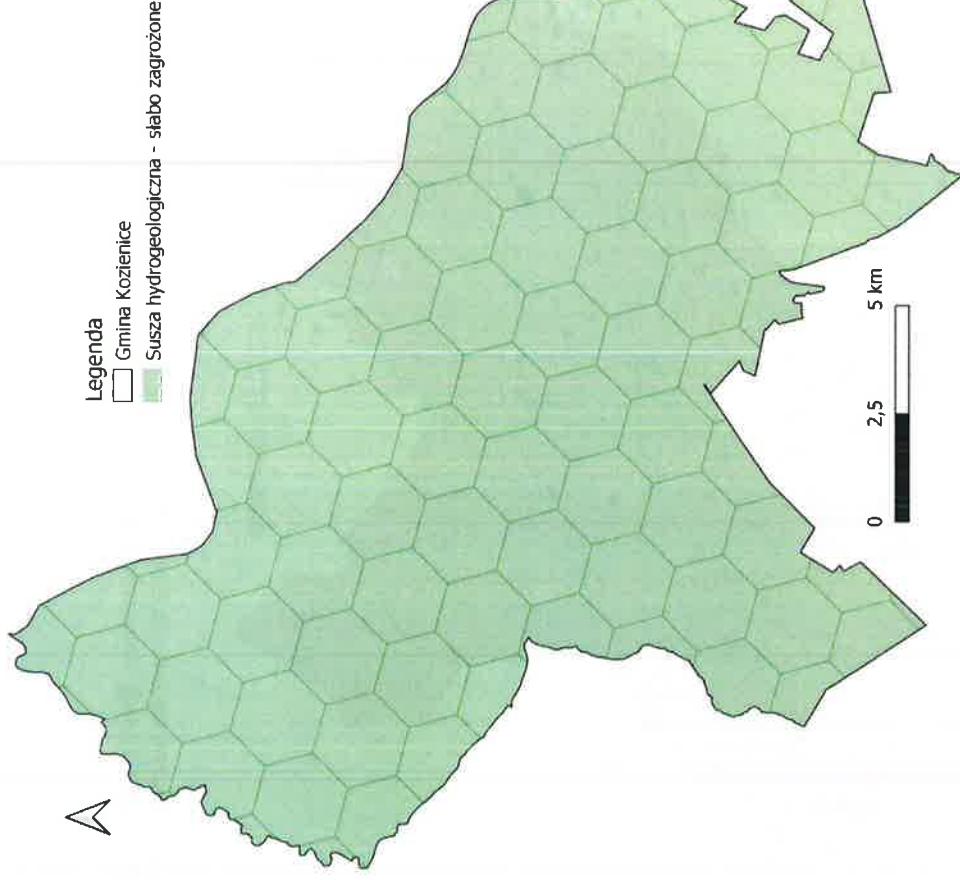 Legenda
Gmina Kozienice
Susza hydrogeologiczna - słabo zagrożone
0 2,5 5 km